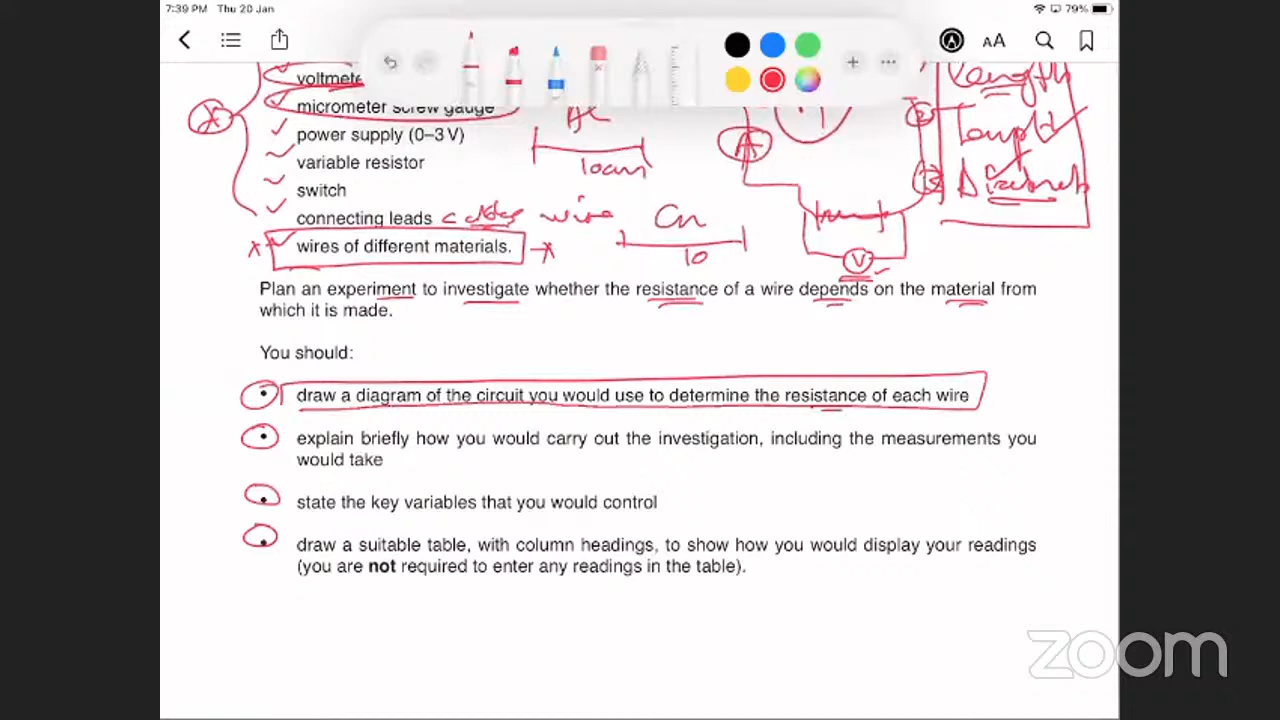 7:39 PM Thu 20 Jan
79%
AA
voltmete
length
micrometer screw gauge
power supply (0–3 V)
10cm
A
variable resistor
switch
connecting leads
wire
Cu
wires of different materials.
10
V
Plan an experiment to investigate whether the resistance of a wire depends on the material from
which it is made.
You should:
• draw a diagram of the circuit you would use to determine the resistance of each wire
• explain briefly how you would carry out the investigation, including the measurements you
would take
• state the key variables that you would control
• draw a suitable table, with column headings, to show how you would display your readings
(you are not required to enter any readings in the table).
zoom